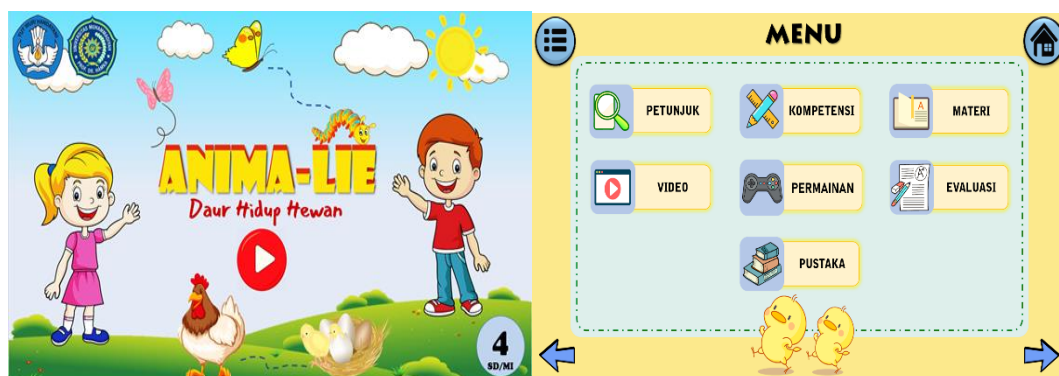 ANIMA-LIE
Daur Hidup Hewan
4
SD/MI
MENU
PETUNJUK
KOMPETENSI
MATERI
VIDEO
PERMAINAN
EVALUASI
PUSTAKA